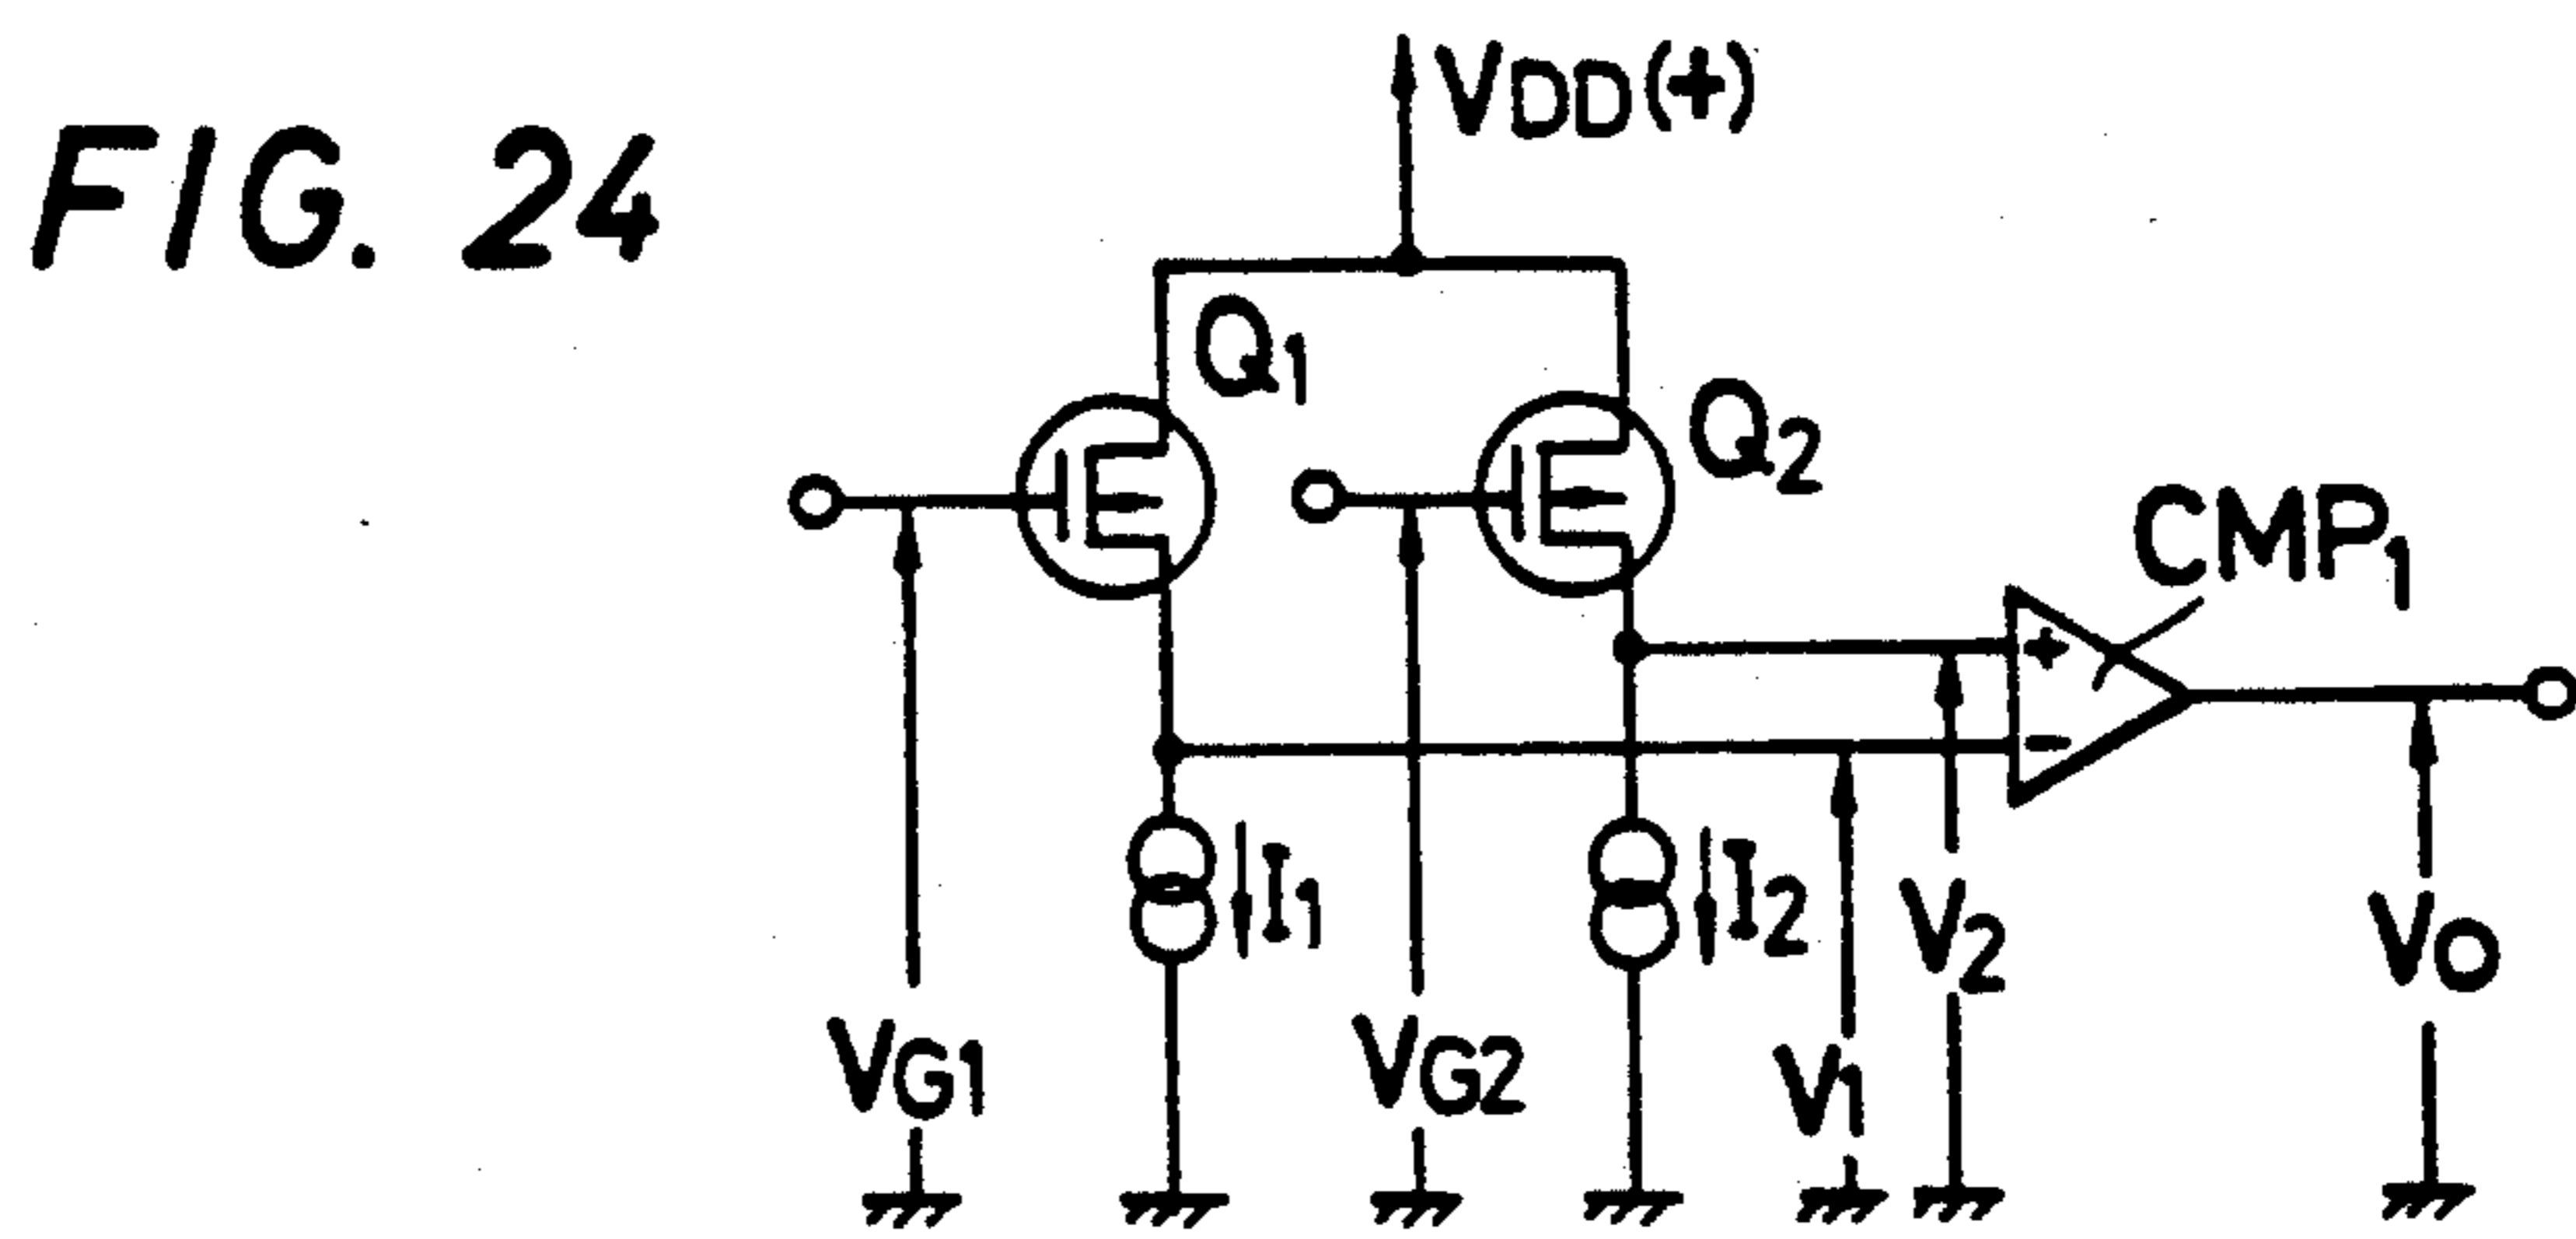 FIG. 24
VDD(+)
Q1
Q2
CMP1
+
-
I1
I2
V2
VO
VG1
VG2
V1